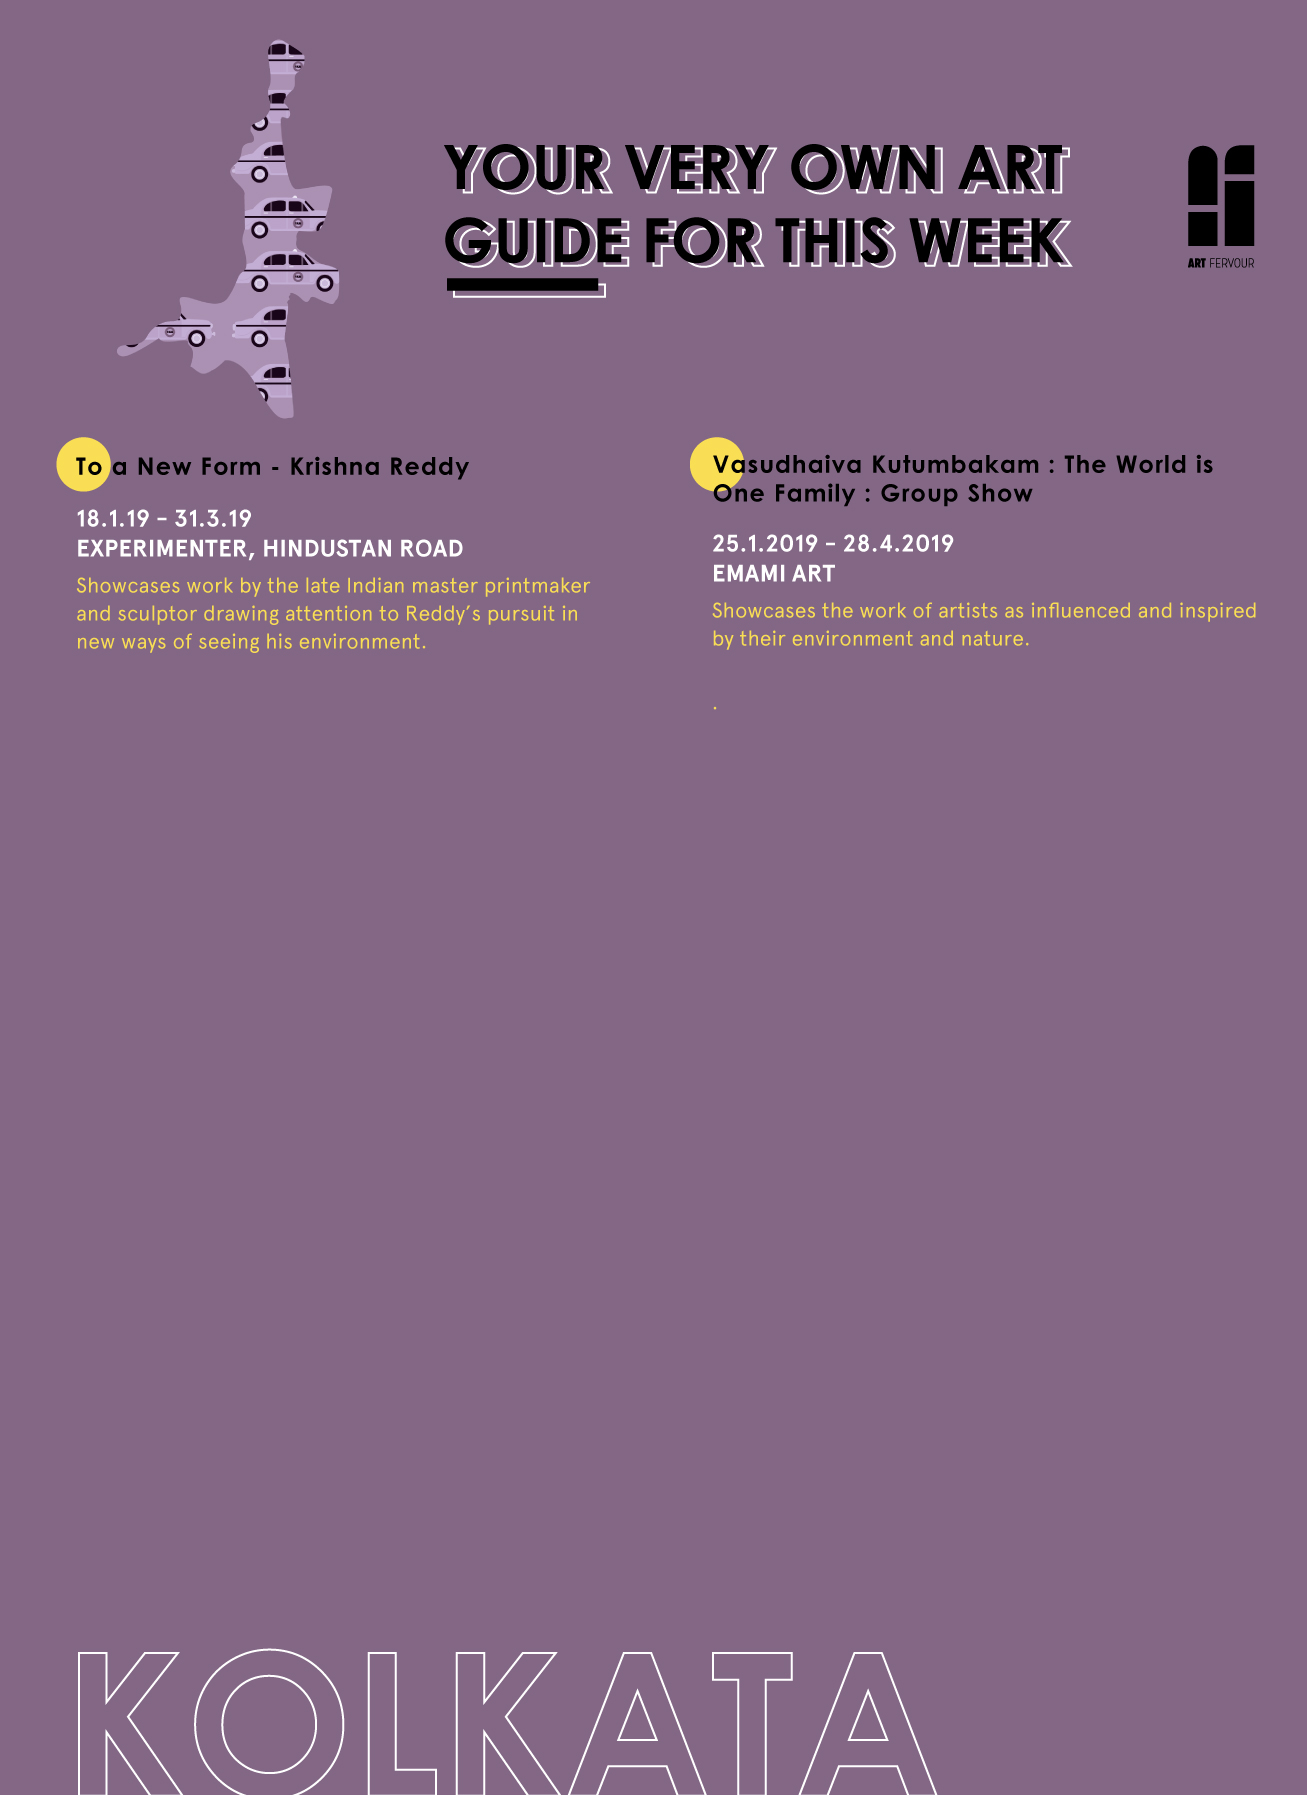 YOUR VERY OWN ART
GUIDE FOR THIS WEEK
ART FERVOUR
To a New Form - Krishna Reddy
18.1.19 – 31.3.19
EXPERIMENTER, HINDUSTAN ROAD
Showcases work by the late Indian master printmaker
and sculptor drawing attention to Reddy’s pursuit in
new ways of seeing his environment.
Vasudhaiva Kutumbakam : The World is
One Family : Group Show
25.1.2019 – 28.4.2019
EMAMI ART
Showcases the work of artists as influenced and inspired
by their environment and nature.
.
KOLKATA